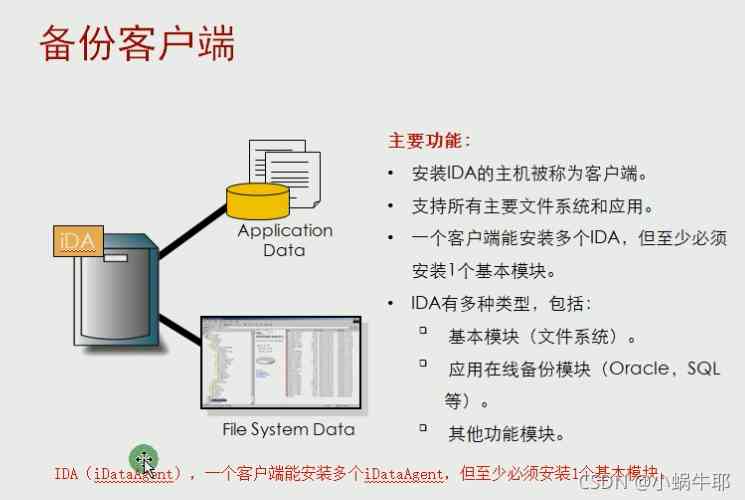 备份客户端
主要功能：
• 安装IDA的主机被称为客户端。
• 支持所有主要文件系统和应用。
• 一个客户端能安装多个IDA，但至少必须
安装1个基本模块。
• IDA有多种类型，包括：
基本模块（文件系统）。
应用在线备份模块（Oracle，SQL
等）。
其他功能模块。
iDA
Application
Data
File System Data
IDA（iDataAgent），一个客户端能安装多个iDataAgent，但至少必须安装1个基本模块。
CSDN @小蜗牛耶